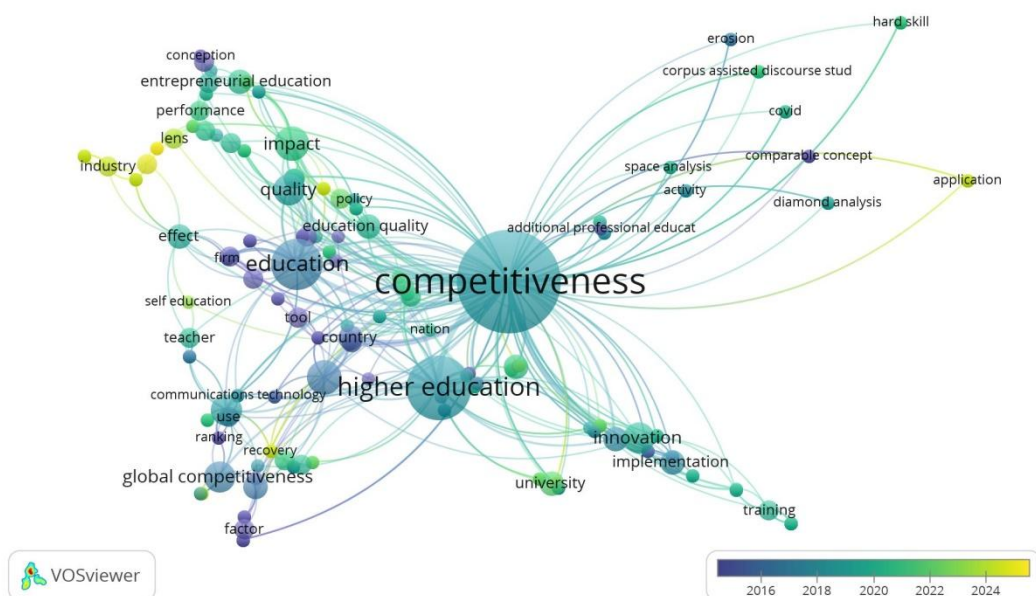 hard skill
erosion
conception
corpus assisted discourse stud
entrepreneurial education
performance
covid
lens
impact
comparable concept
industry
space analysis
application
quality
activity
policy
diamond analysis
education quality
additional professional educat
effect
firm
education
competitiveness
self education
tool
nation
teacher
country
higher education
communications technology
use
ranking
innovation
recovery
implementation
global competitiveness
university
training
factor
VOSviewer
2016 2018 2020 2022 2024